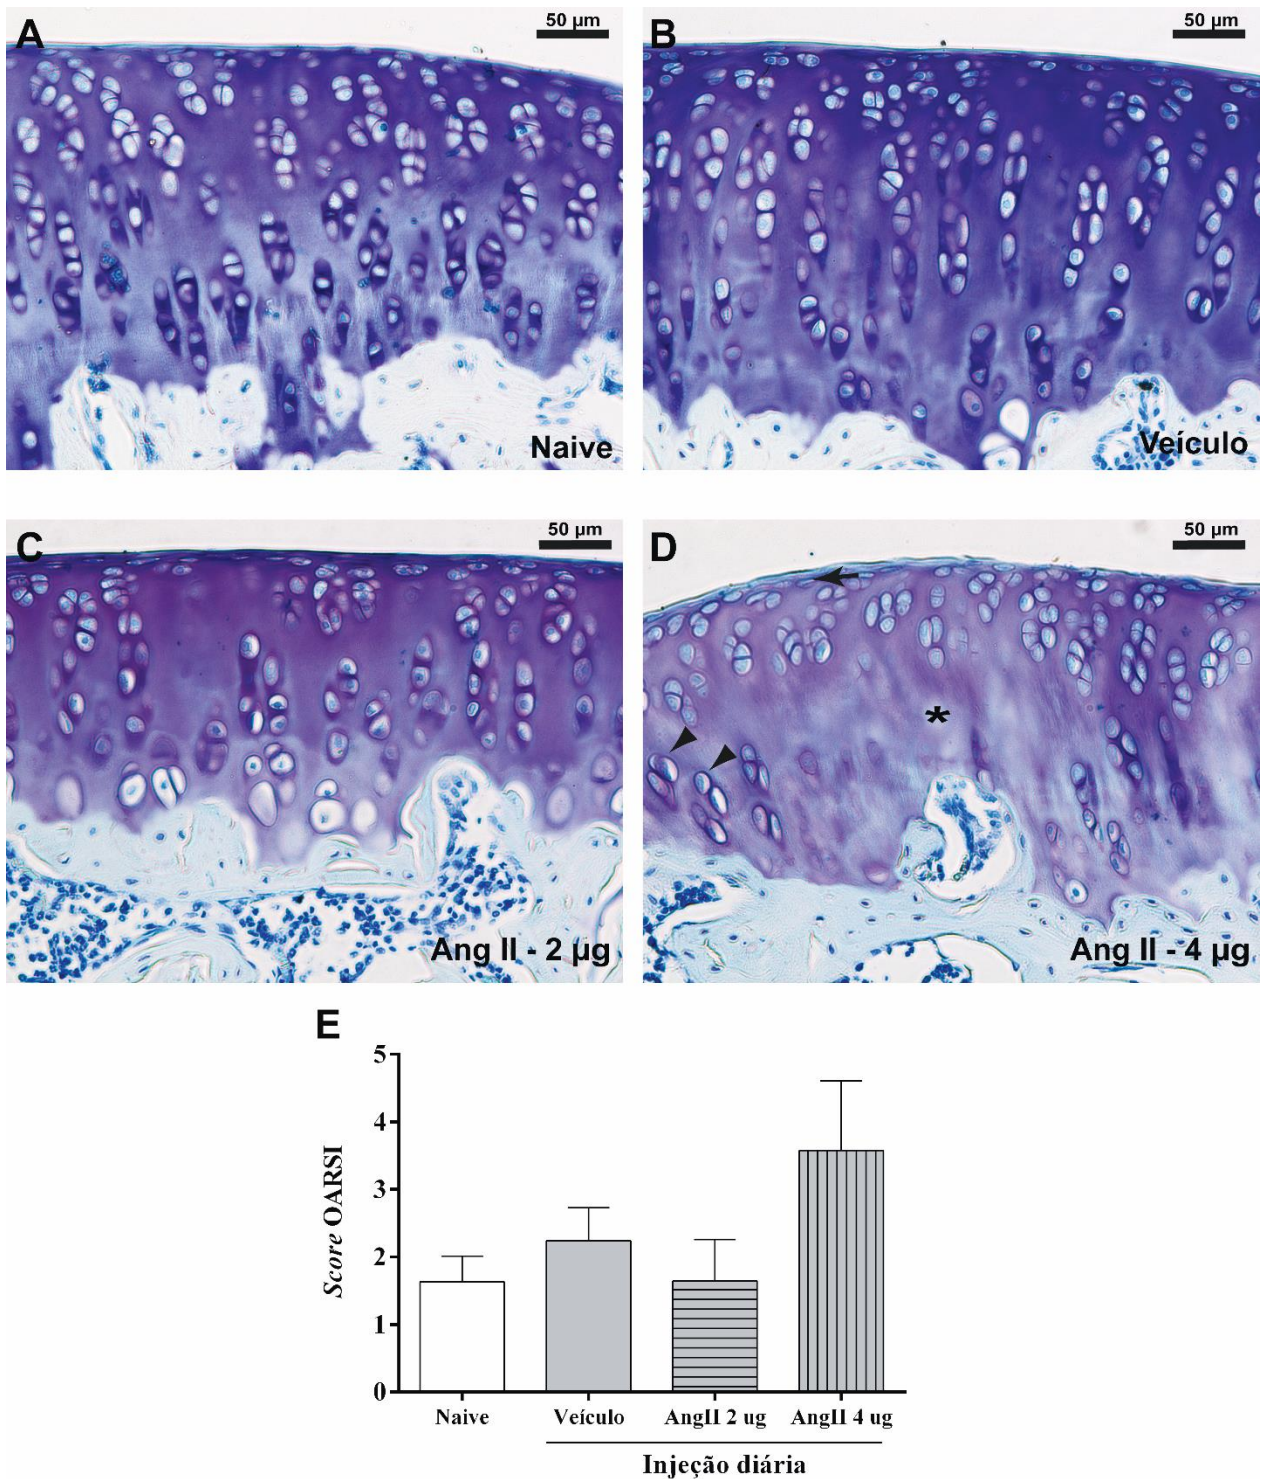 A
50 µm
Naive
B
50 µm
Veículo
C
50 µm
Ang II - 2 µg
D
50 µm
*
Ang II - 4 µg
E
Score OARSI
5
4
3
2
1
0
Naive
Veículo
AngII 2 ug
AngII 4 ug
Injeção diária